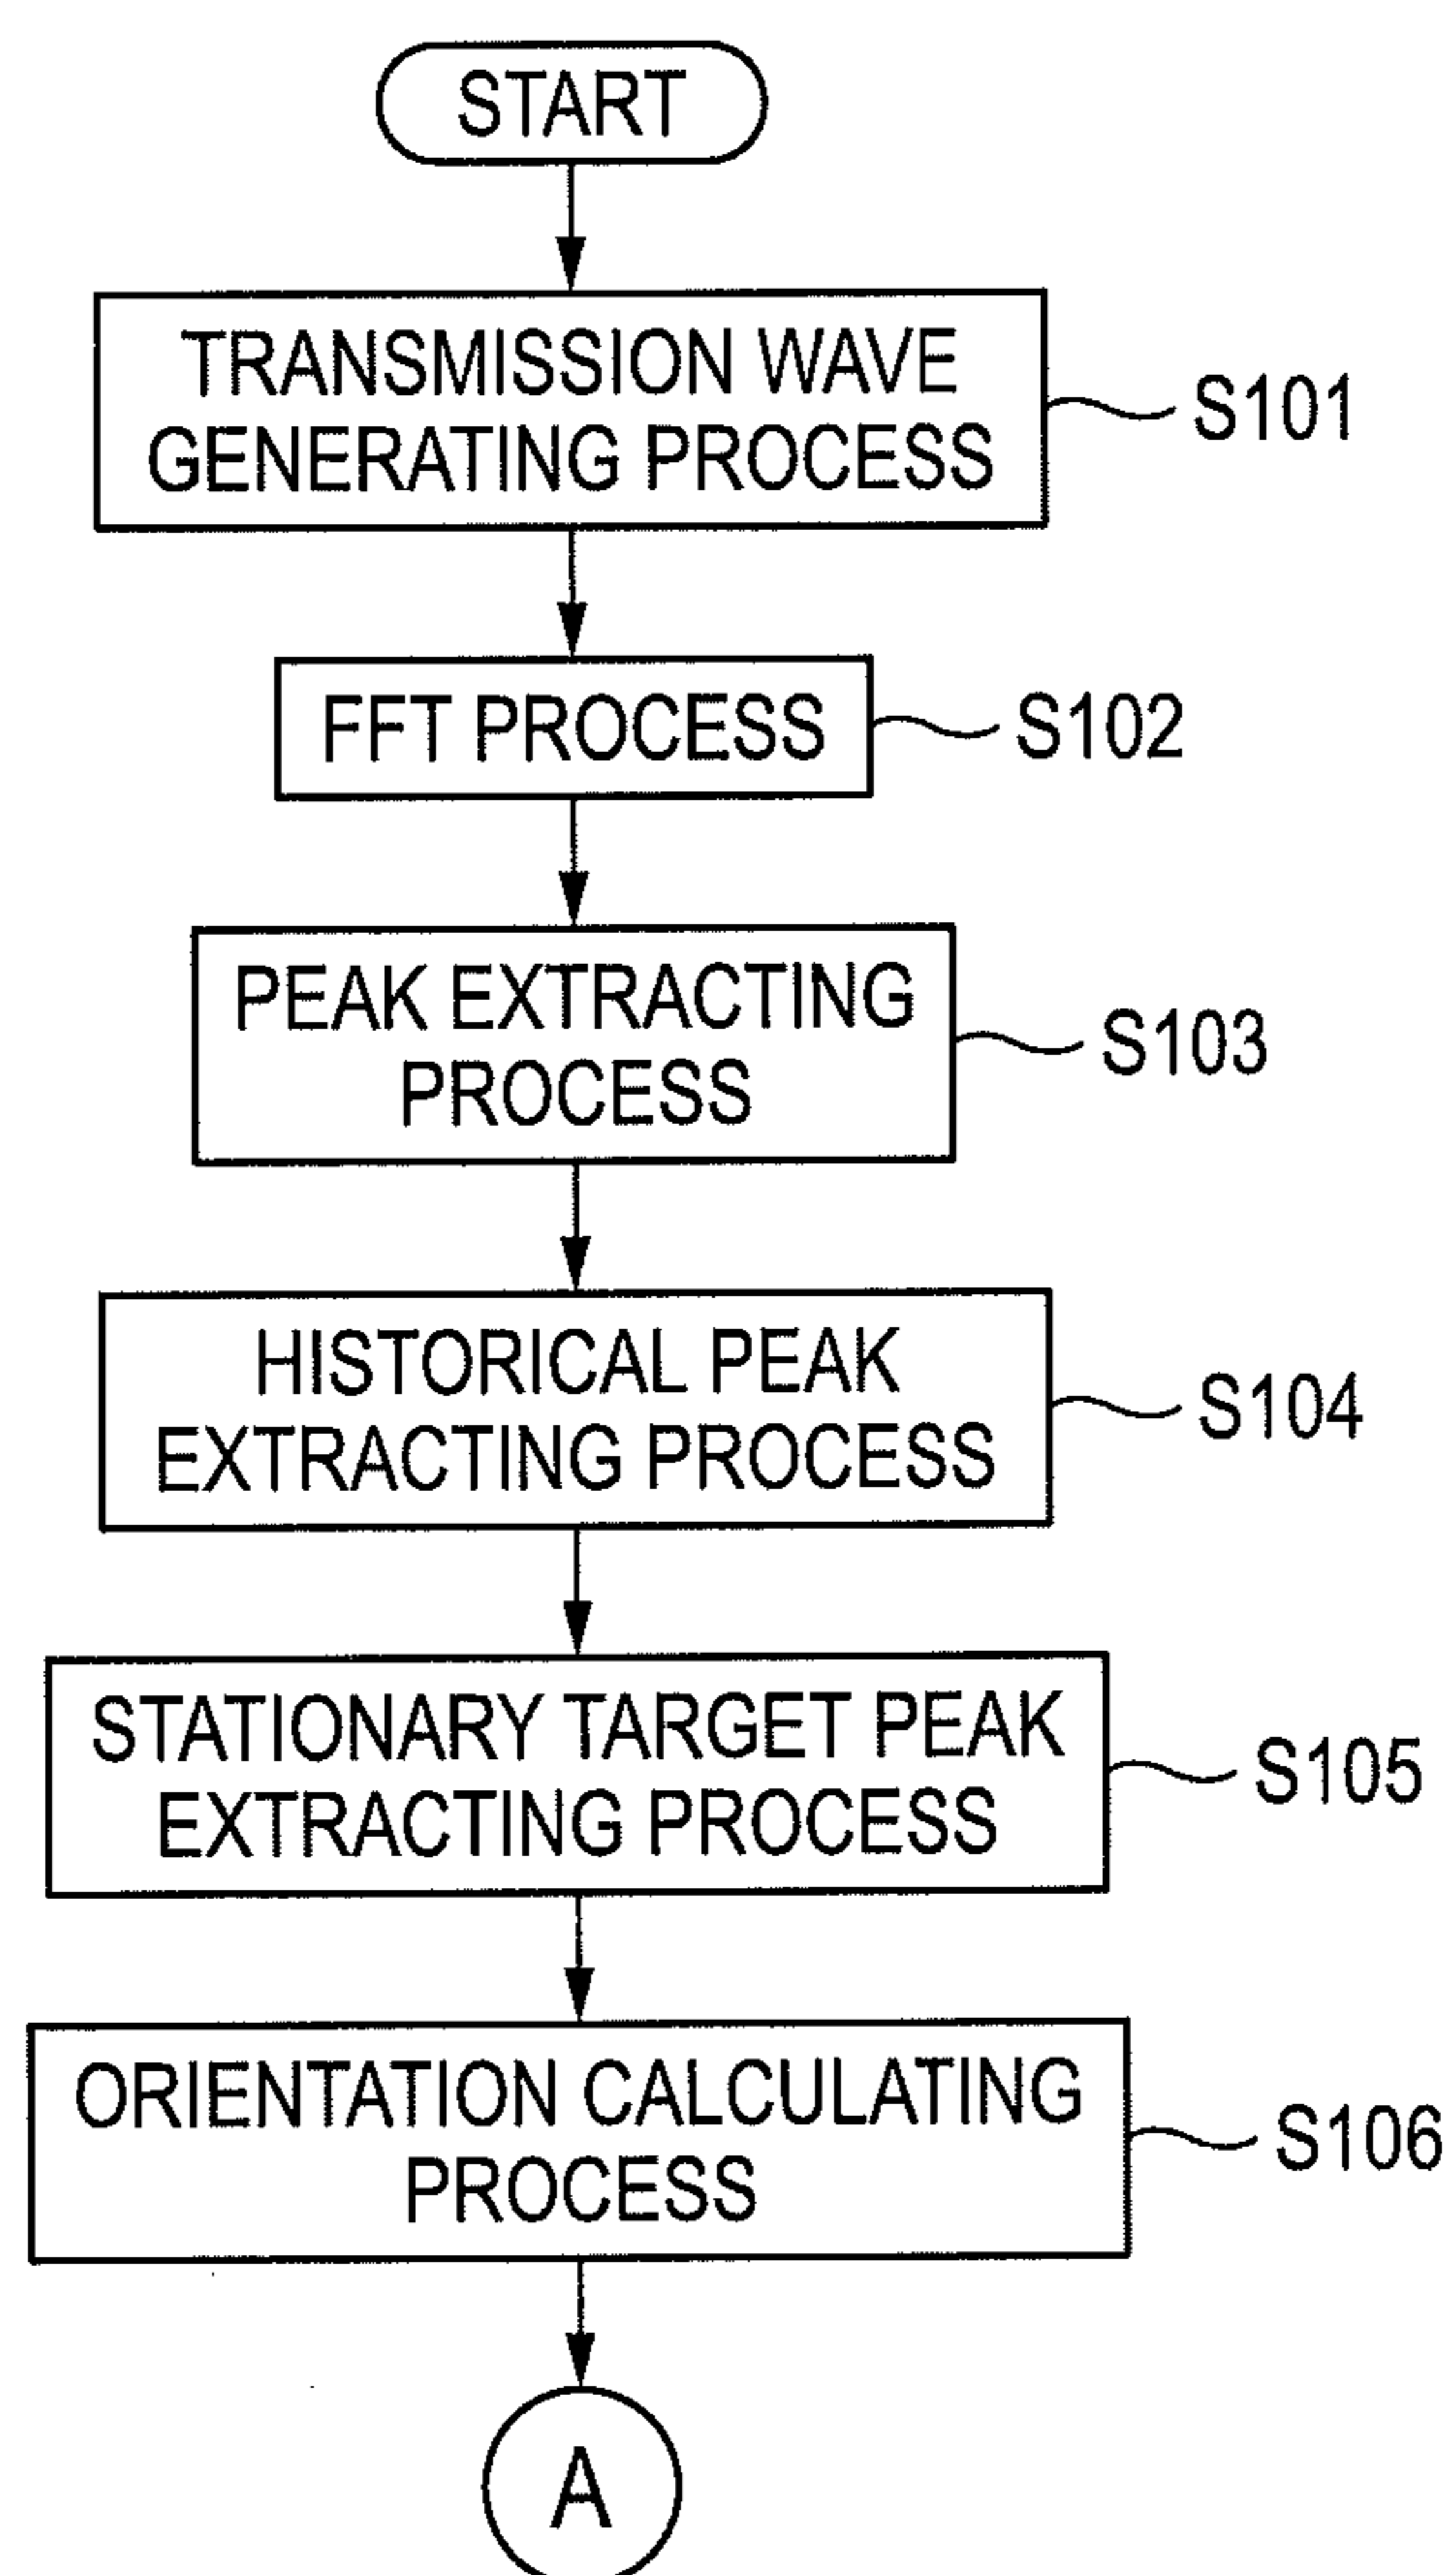 START
TRANSMISSION WAVE
GENERATING PROCESS
S101
FFT PROCESS
S102
PEAK EXTRACTING
PROCESS
S103
HISTORICAL PEAK
EXTRACTING PROCESS
S104
STATIONARY TARGET PEAK
EXTRACTING PROCESS
S105
ORIENTATION CALCULATING
PROCESS
S106
A